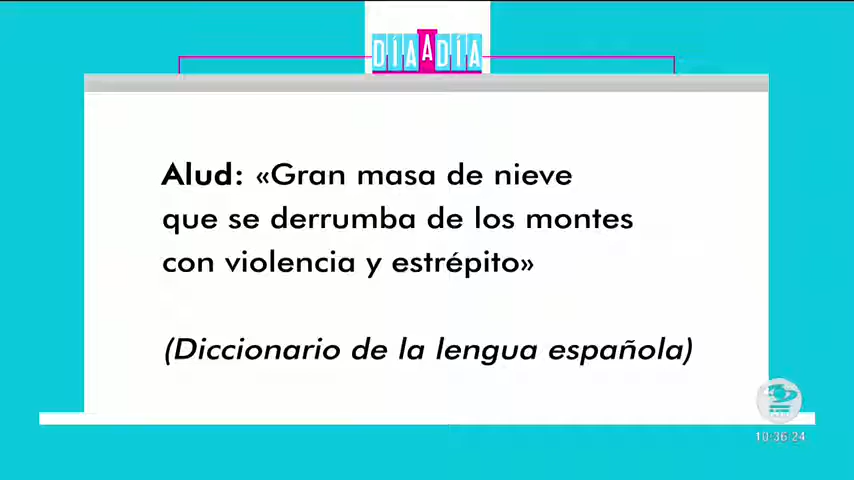 DÍA A DÍA
Alud: «Gran masa de nieve
que se derrumba de los montes
con violencia y estrépito»
(Diccionario de la lengua española)
10:36:24